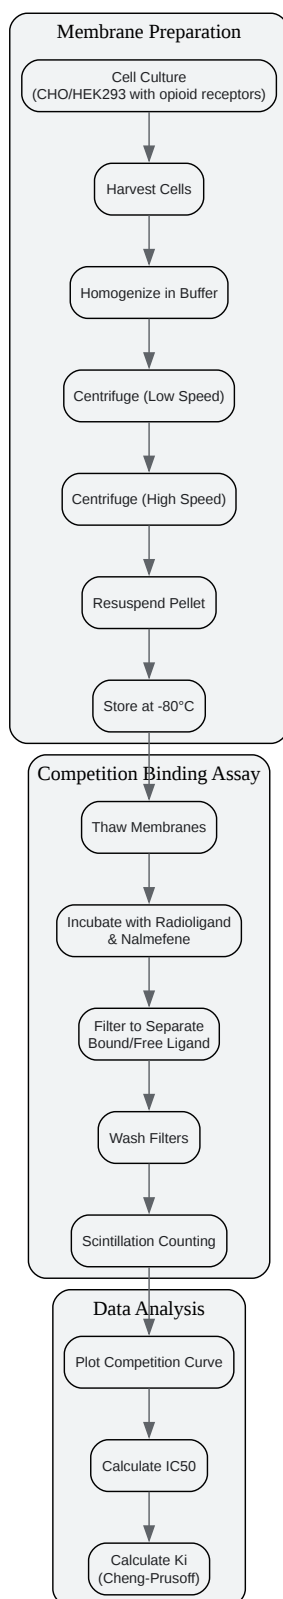 Membrane Preparation
Cell Culture
(CHO/HEK293 with opioid receptors)
Harvest Cells
Homogenize in Buffer
Centrifuge (Low Speed)
Centrifuge (High Speed)
Resuspend Pellet
Store at -80°C
Competition Binding Assay
Thaw Membranes
Incubate with Radioligand
& Nalmefene
Filter to Separate
Bound/Free Ligand
Wash Filters
Scintillation Counting
Data Analysis
Plot Competition Curve
Calculate IC50
Calculate Ki
(Cheng-Prusoff)